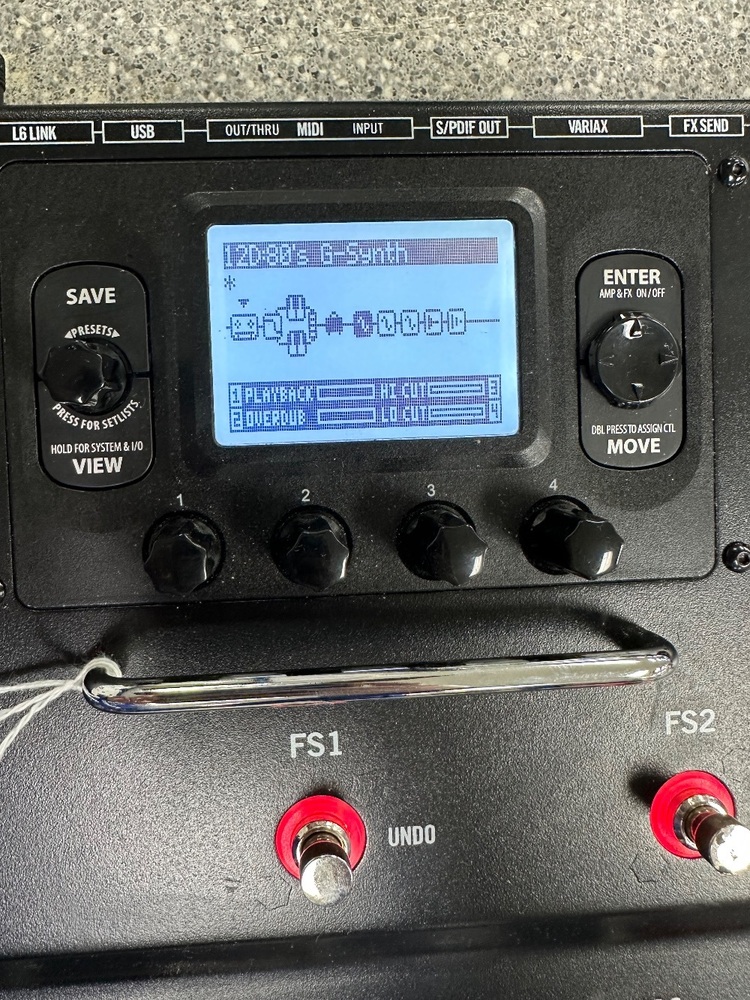 L6 LINK
USB
OUT/THRU MIDI INPUT
S/PDIF OUT
VARIAX
FX SEND
SAVE
◀PRESETS▶
PRESS FOR SETLISTS
HOLD FOR SYSTEM & I/O
VIEW
12D:80's G-Synth
*
1 PLAYBACK HI CUT 3
2 OVERDUB LO CUT 4
ENTER
AMP & FX ON/OFF
DBL PRESS TO ASSIGN CTL
MOVE
1 2 3 4
FS1
FS2
UNDO